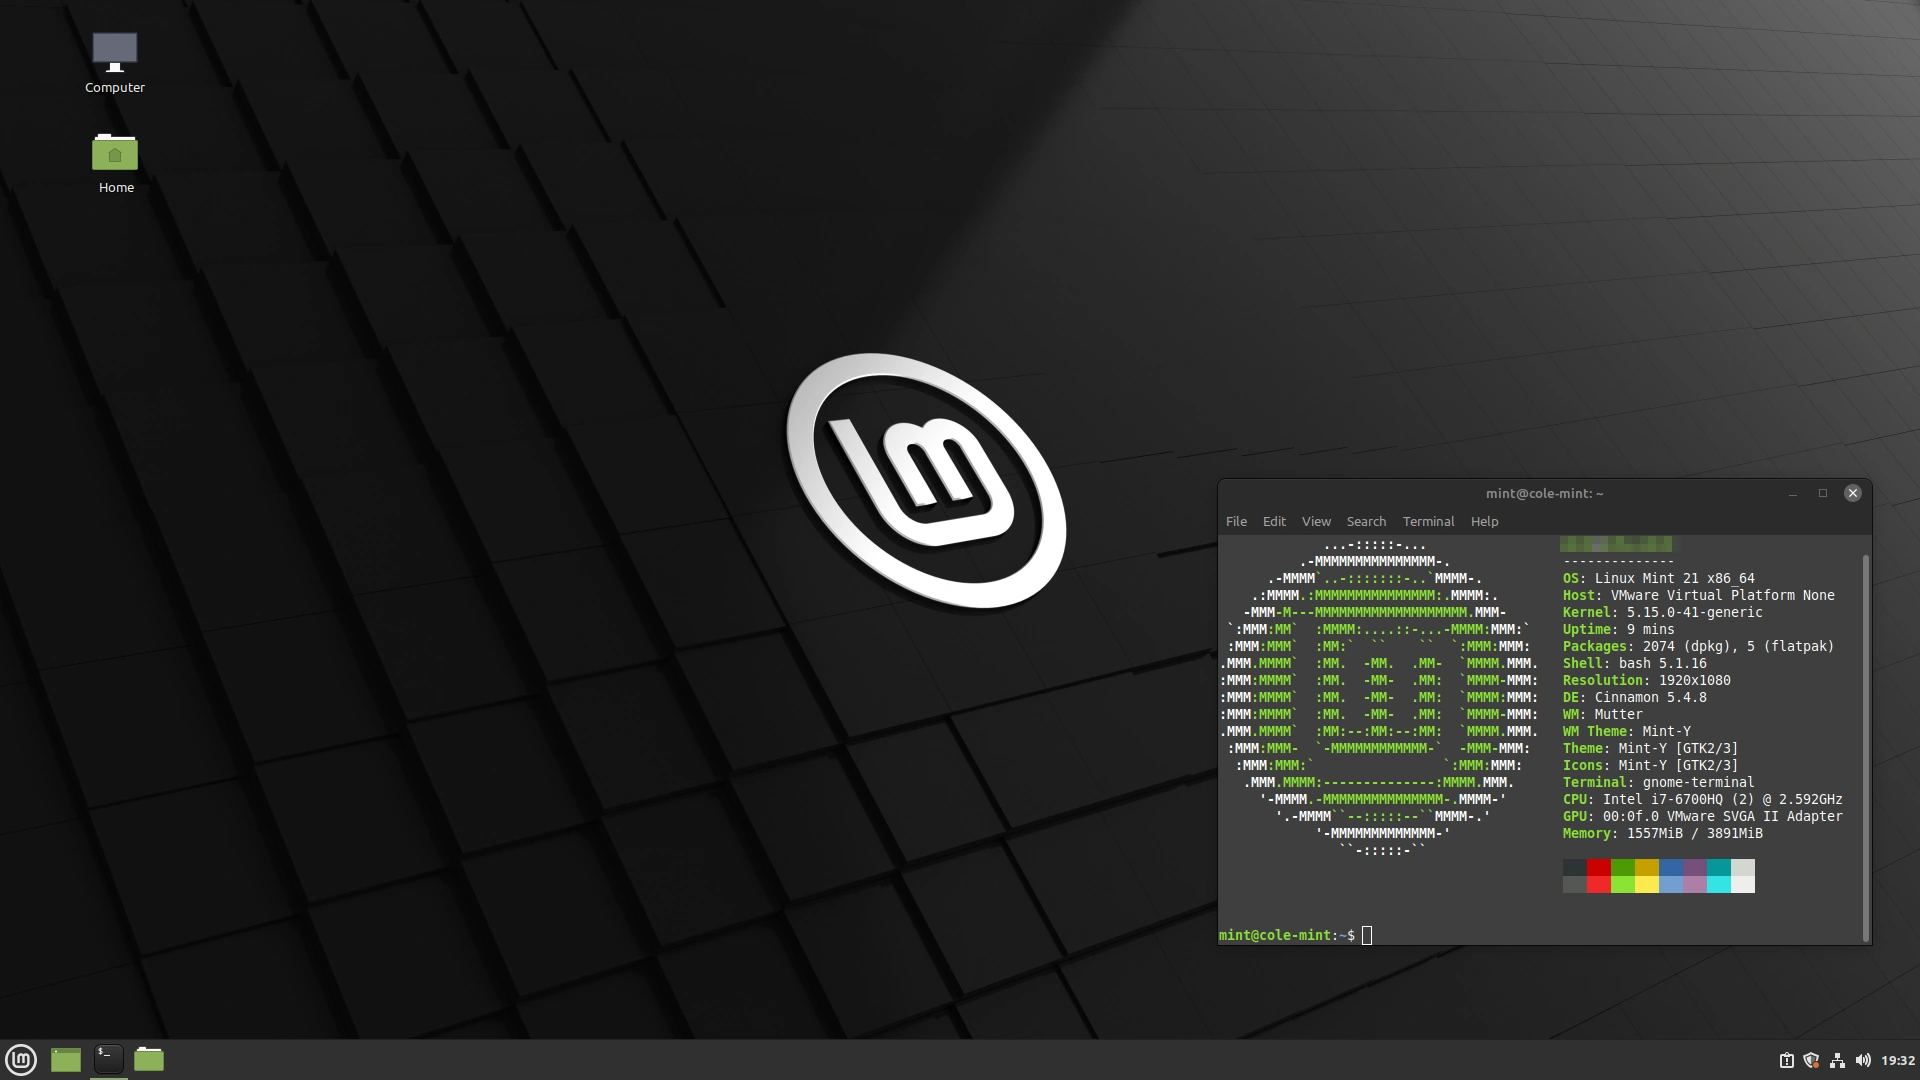 Computer
Home
mint@cole-mint: ~
File Edit View Search Terminal Help
...-:::::-...
.-MMMMMMMMMMMMMMM-. --------------
.-MMMM`..-:::::::-..`MMMM-. OS: Linux Mint 21 x86_64
.:MMMM.:MMMMMMMMMMMMMMM:.MMMM:. Host: VMware Virtual Platform None
-MMM-M---MMMMMMMMMMMMMMMMMMM.MMM- Kernel: 5.15.0-41-generic
`:MMM:MM` :MMMM:....::-...-MMMM:MMM:` Uptime: 9 mins
:MMM:MMM` :MM:` `` `` `:MMM:MMM: Packages: 2074 (dpkg), 5 (flatpak)
.MMM.MMMM` :MM. -MM. .MM- `MMMM.MMM. Shell: bash 5.1.16
:MMM:MMMM` :MM. -MM- .MM: `MMMM-MMM: Resolution: 1920x1080
:MMM:MMMM` :MM. -MM- .MM: `MMMM:MMM: DE: Cinnamon 5.4.8
:MMM:MMMM` :MM. -MM- .MM: `MMMM-MMM: WM: Mutter
.MMM.MMMM` :MM:--:MM:--:MM: `MMMM.MMM. WM Theme: Mint-Y
:MMM:MMM- `-MMMMMMMMMMMM-` -MMM-MMM: Theme: Mint-Y [GTK2/3]
:MMM:MMM:` `:MMM:MMM: Icons: Mint-Y [GTK2/3]
.MMM.MMMM:--------------:MMMM.MMM. Terminal: gnome-terminal
'-MMMM.-MMMMMMMMMMMMMMM-.MMMM-' CPU: Intel i7-6700HQ (2) @ 2.592GHz
'.-MMMM``--:::::--``MMMM-.' GPU: 00:0f.0 VMware SVGA II Adapter
'-MMMMMMMMMMMMM-' Memory: 1557MiB / 3891MiB
``-:::::-``
mint@cole-mint:~$
19:32